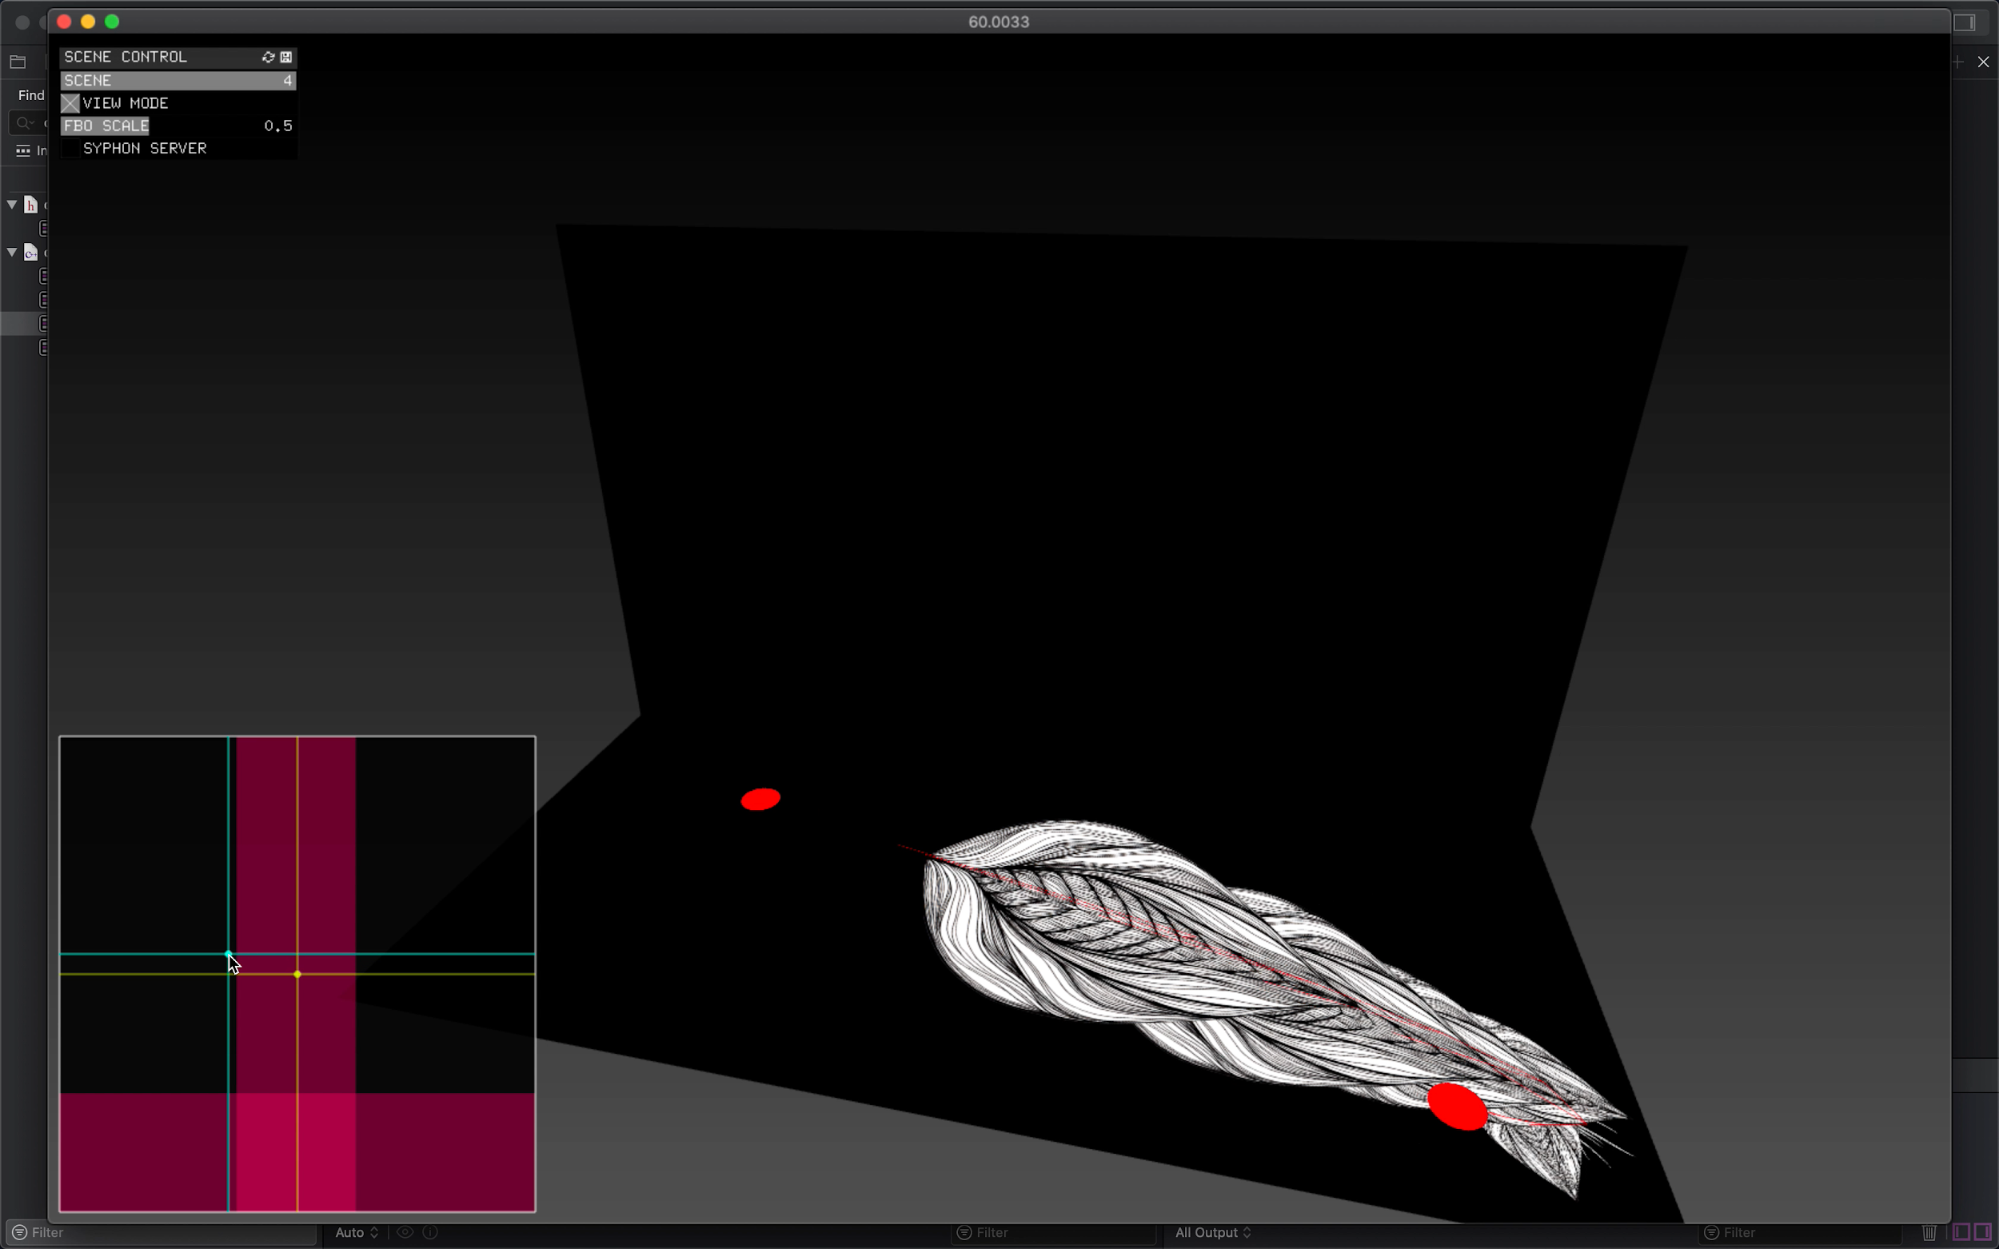 60.0033
SCENE CONTROL
SCENE 4
VIEW MODE
FBO SCALE 0.5
SYPHON SERVER
Find
In
h
Filter
Auto
Filter
All Output
Filter